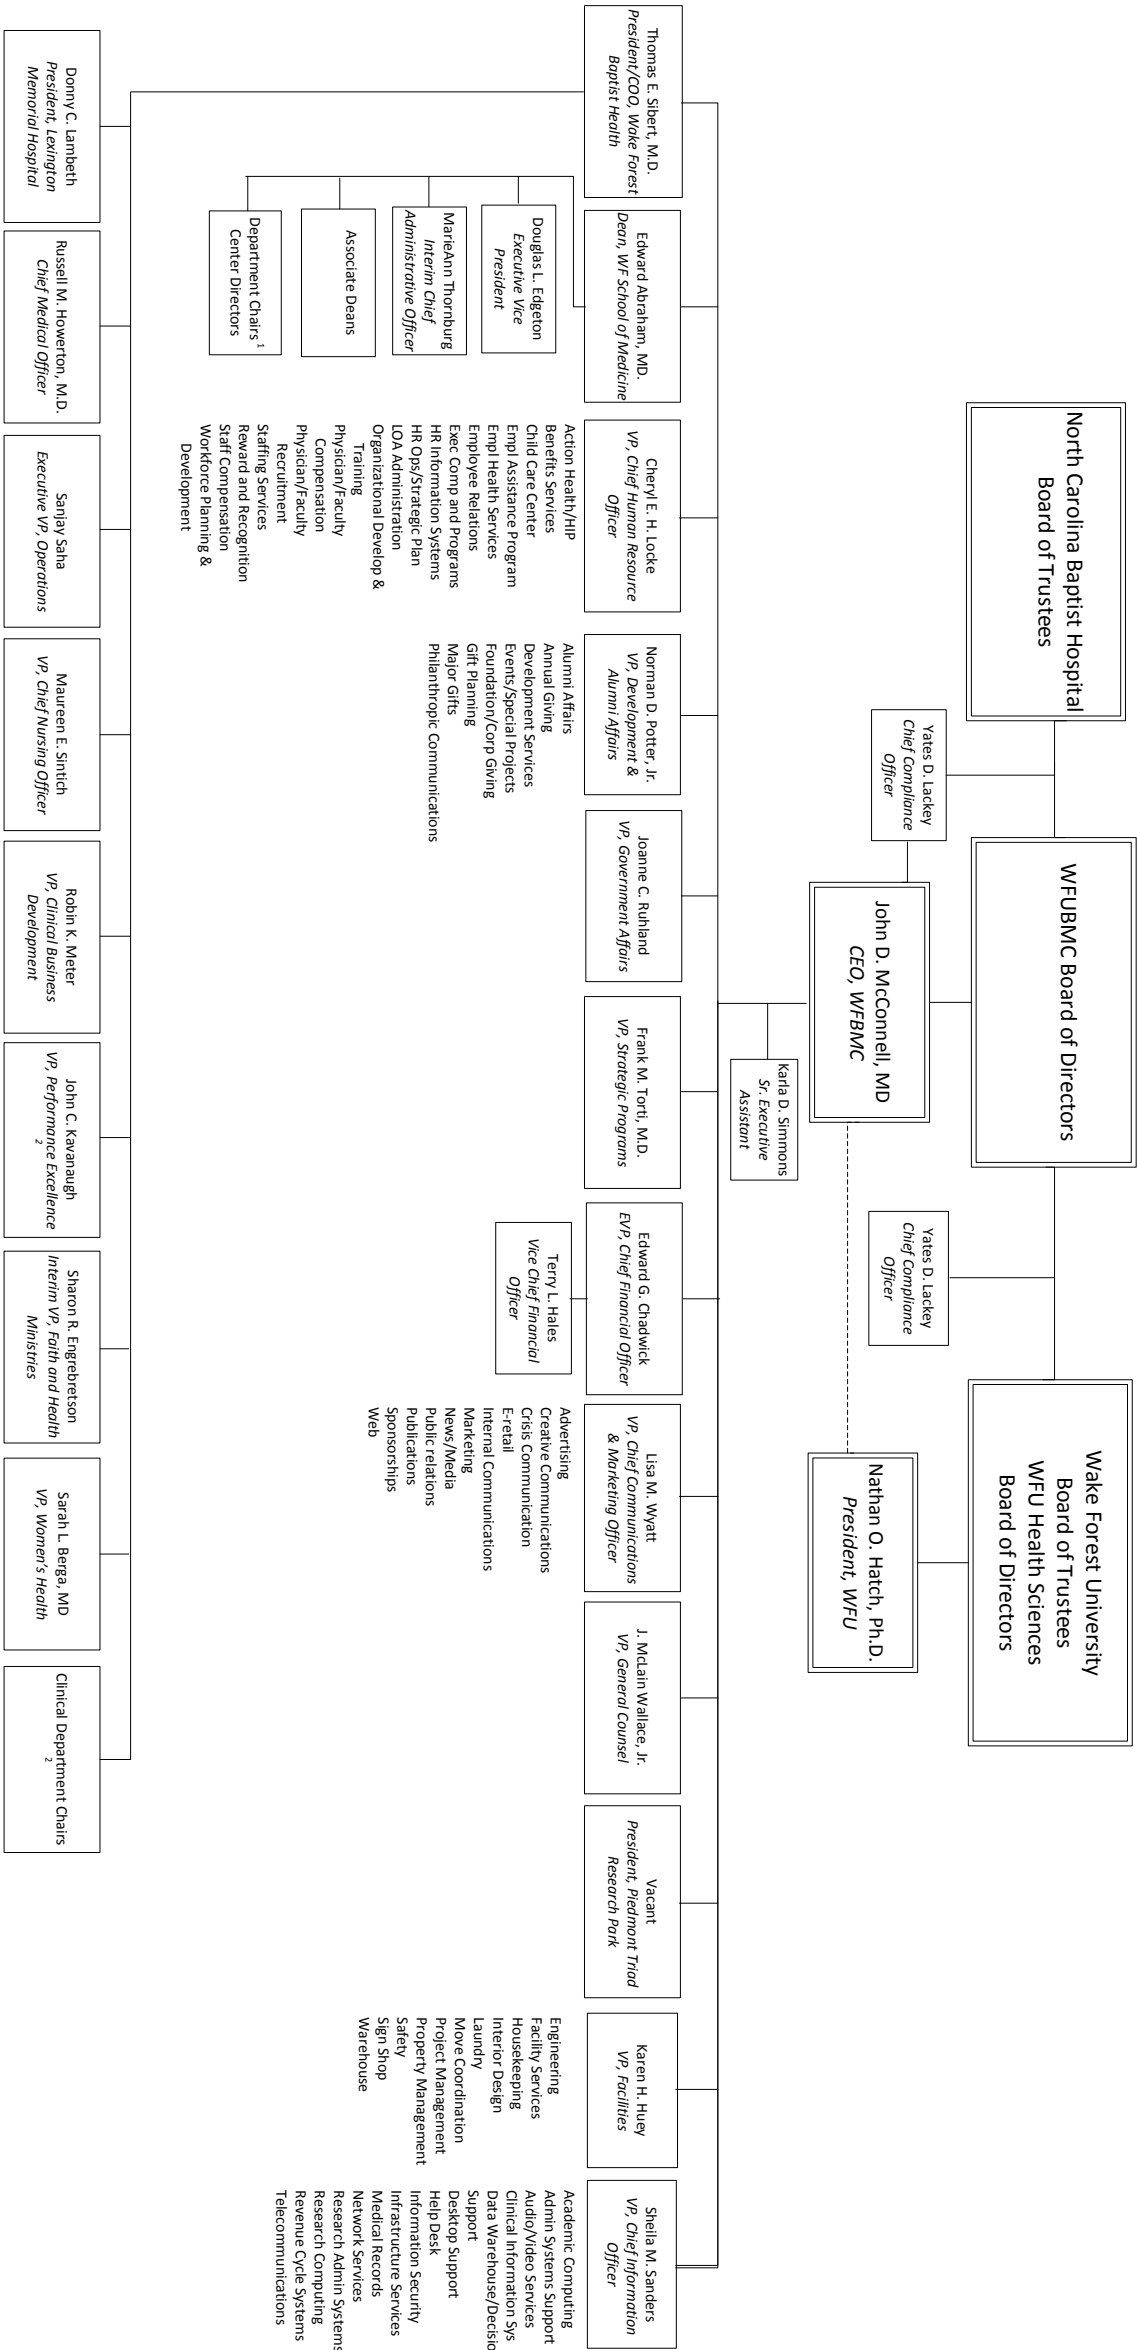 North Carolina Baptist Hospital
Board of Trustees
WFUBMC Board of Directors
Wake Forest University
Board of Trustees
WFU Health Sciences
Board of Directors
Yates D. Lackey
Chief Compliance
Officer
Yates D. Lackey
Chief Compliance
Officer
John D. McConnell, MD
CEO, WFBMC
Nathan O. Hatch, Ph.D.
President, WFU
Karla D. Simmons
Sr. Executive
Assistant
Thomas E. Sibert, M.D.
President/COO, Wake Forest
Baptist Health
Edward Abraham, MD.
Dean, WF School of Medicine
Cheryl E. H. Locke
VP, Chief Human Resource
Officer
Norman D. Potter, Jr.
VP, Development &
Alumni Affairs
Joanne C. Ruhland
VP, Government Affairs
Frank M. Torti, M.D.
VP, Strategic Programs
Edward G. Chadwick
EVP, Chief Financial Officer
Lisa M. Wyatt
VP, Chief Communications
& Marketing Officer
J. McLain Wallace, Jr.
VP, General Counsel
Vacant
President, Piedmont Triad
Research Park
Karen H. Huey
VP, Facilities
Sheila M. Sanders
VP, Chief Information
Officer
Douglas L. Edgeton
Executive Vice
President
MarieAnn Thornburg
Interim Chief
Administrative Officer
Associate Deans
Department Chairs 1
Center Directors
Action Health/HIP
Benefits Services
Child Care Center
Empl Assistance Program
Empl Health Services
Employee Relations
Exec Comp and Programs
HR Information Systems
HR Ops/Strategic Plan
LOA Administration
Organizational Develop &
Training
Physician/Faculty
Compensation
Physician/Faculty
Recruitment
Staffing Services
Reward and Recognition
Staff Compensation
Workforce Planning &
Development
Alumni Affairs
Annual Giving
Development Services
Events/Special Projects
Foundation/Corp Giving
Gift Planning
Major Gifts
Philanthropic Communications
Terry L. Hales
Vice Chief Financial
Officer
Advertising
Creative Communications
Crisis Communication
E-retail
Internal Communications
Marketing
News/Media
Public relations
Publications
Sponsorships
Web
Engineering
Facility Services
Housekeeping
Interior Design
Laundry
Move Coordination
Project Management
Property Management
Safety
Sign Shop
Warehouse
Academic Computing
Admin Systems Support
Audio/Video Services
Clinical Information Sys
Data Warehouse/Decisio
Support
Desktop Support
Help Desk
Information Security
Infrastructure Services
Medical Records
Network Services
Research Admin Systems
Research Computing
Revenue Cycle Systems
Telecommunications
Donny C. Lambeth
President, Lexington
Memorial Hospital
Russell M. Howerton, M.D.
Chief Medical Officer
Sanjay Saha
Executive VP, Operations
Maureen E. Sintich
VP, Chief Nursing Officer
Robin K. Meter
VP, Clinical Business
Development
John C. Kavanaugh
VP, Performance Excellence
2
Sharon R. Engrebretson
Interim VP, Faith and Health
Ministries
Sarah L. Berga, MD
VP, Women's Health
Clinical Department Chairs
2